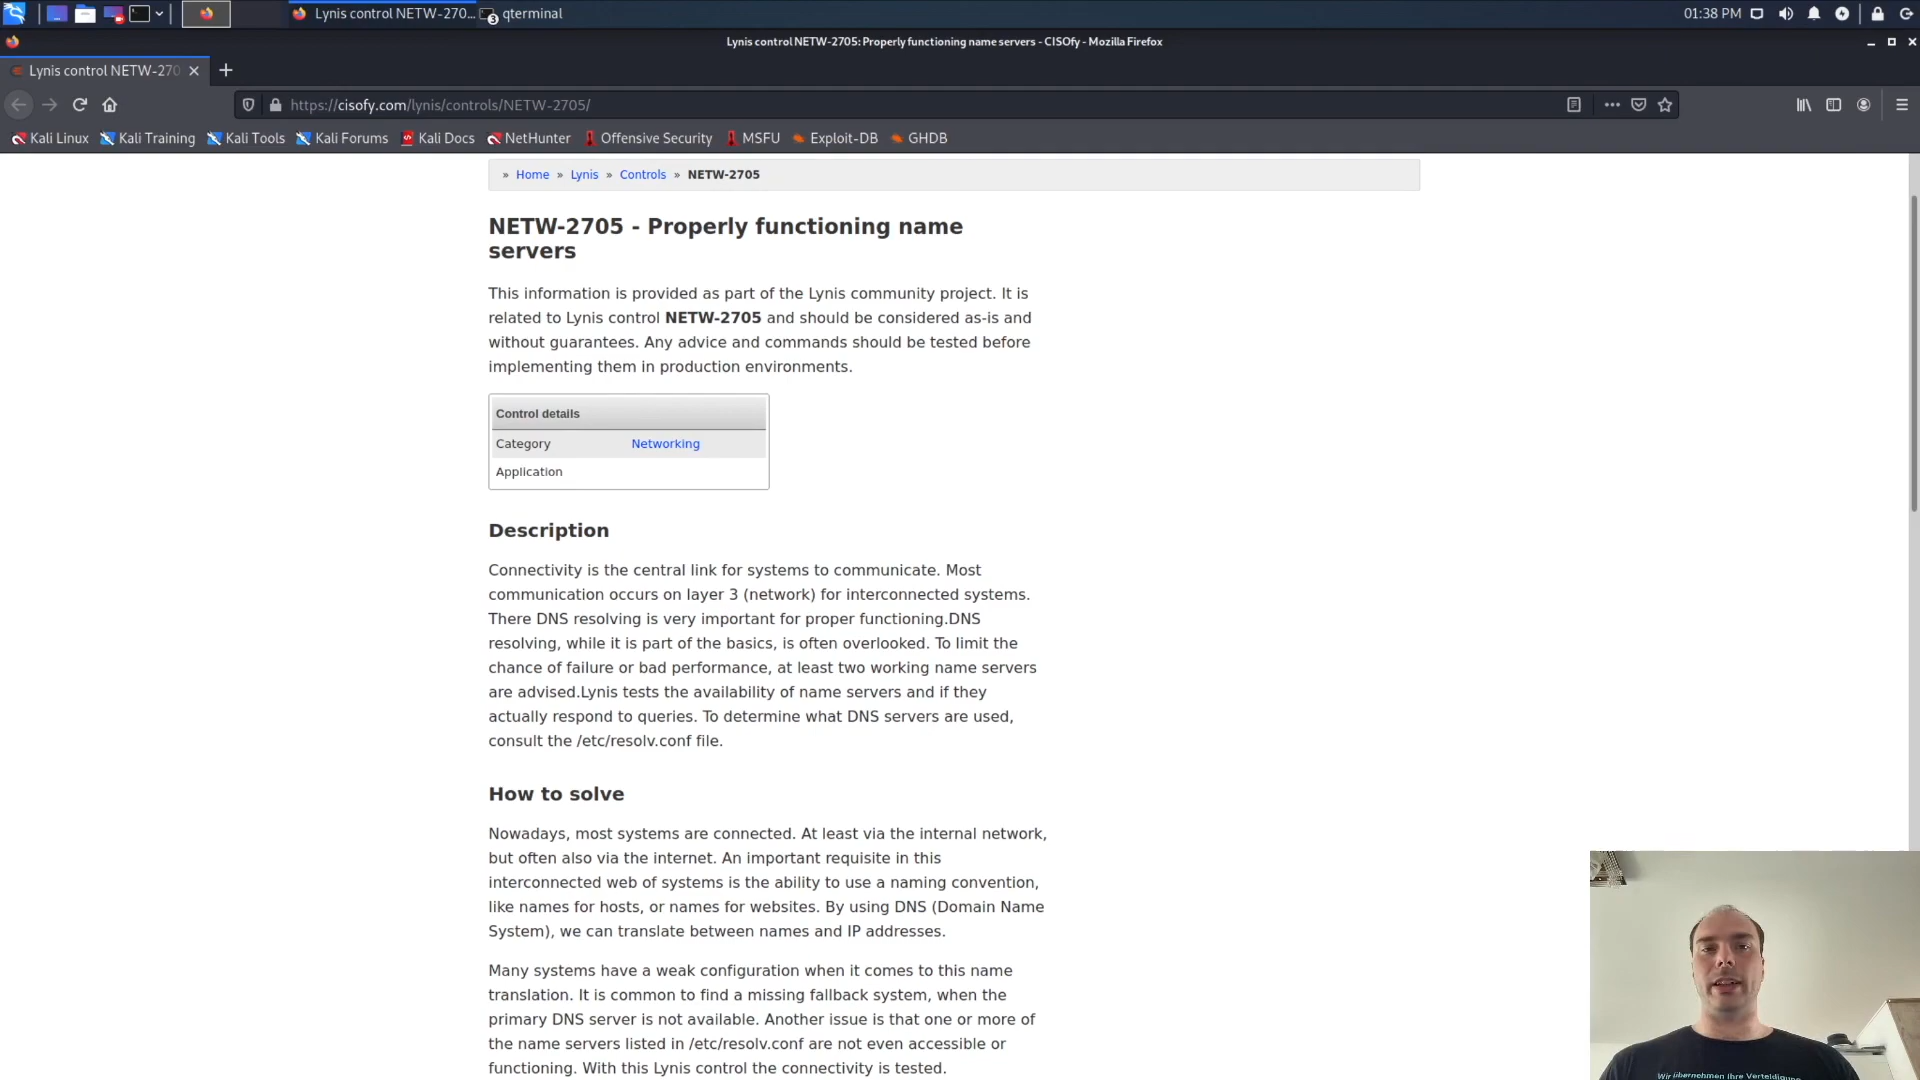 Lynis control NETW-270...
3
qterminal
01:38 PM
Lynis control NETW-2705: Properly functioning name servers - CISOfy - Mozilla Firefox
Lynis control NETW-270
https://cisofy.com/lynis/controls/NETW-2705/
Kali Linux
Kali Training
Kali Tools
Kali Forums
Kali Docs
NetHunter
Offensive Security
MSFU
Exploit-DB
GHDB
» Home » Lynis » Controls » NETW-2705
NETW-2705 - Properly functioning name
servers
This information is provided as part of the Lynis community project. It is
related to Lynis control NETW-2705 and should be considered as-is and
without guarantees. Any advice and commands should be tested before
implementing them in production environments.
Control details
Category Networking
Application
Description
Connectivity is the central link for systems to communicate. Most
communication occurs on layer 3 (network) for interconnected systems.
There DNS resolving is very important for proper functioning.DNS
resolving, while it is part of the basics, is often overlooked. To limit the
chance of failure or bad performance, at least two working name servers
are advised.Lynis tests the availability of name servers and if they
actually respond to queries. To determine what DNS servers are used,
consult the /etc/resolv.conf file.
How to solve
Nowadays, most systems are connected. At least via the internal network,
but often also via the internet. An important requisite in this
interconnected web of systems is the ability to use a naming convention,
like names for hosts, or names for websites. By using DNS (Domain Name
System), we can translate between names and IP addresses.
Many systems have a weak configuration when it comes to this name
translation. It is common to find a missing fallback system, when the
primary DNS server is not available. Another issue is that one or more of
the name servers listed in /etc/resolv.conf are not even accessible or
functioning. With this Lynis control the connectivity is tested.
Wir übernehmen Ihre Verteidigung